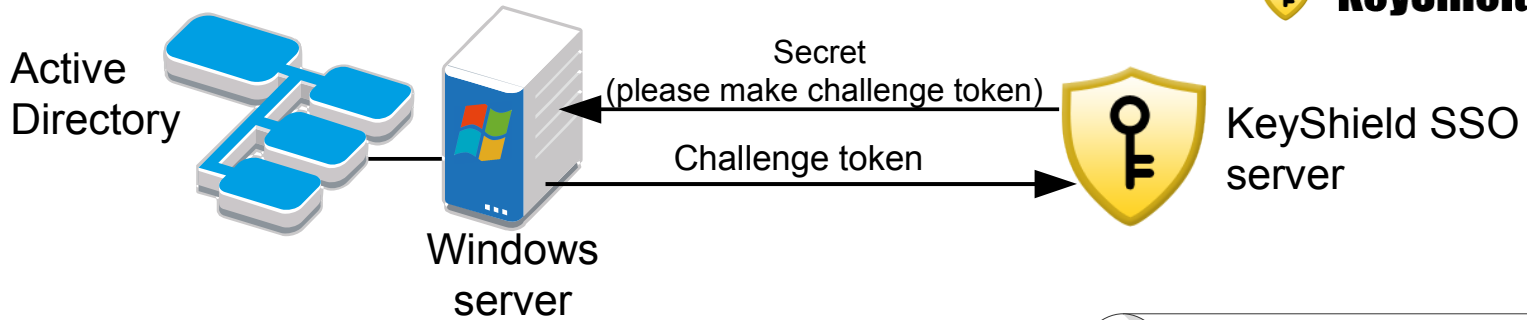 Active
Directory
Secret
(please make challenge token)
Challenge token
KeyShield SSO
server
Windows
server